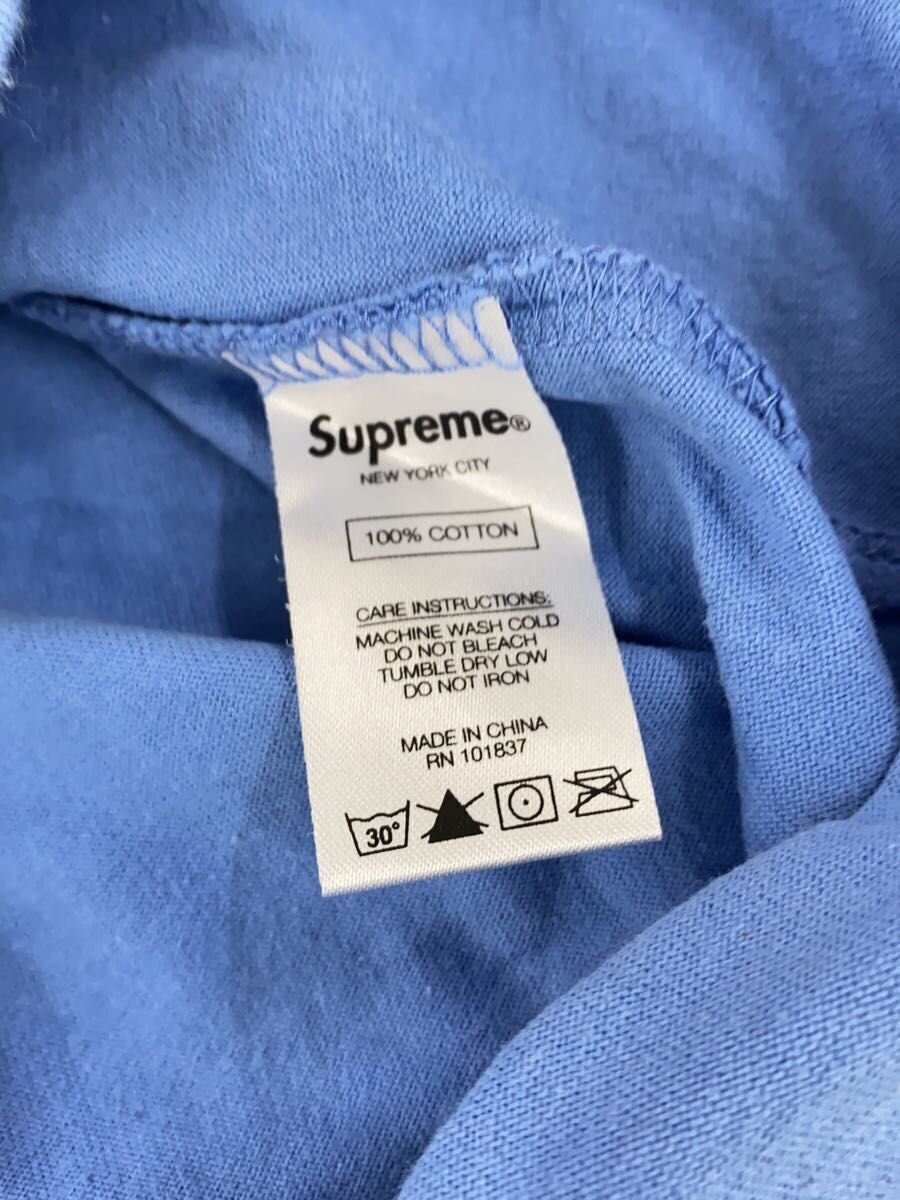 Supreme®
NEW YORK CITY
100% COTTON
CARE INSTRUCTIONS:
MACHINE WASH COLD
DO NOT BLEACH
TUMBLE DRY LOW
DO NOT IRON
MADE IN CHINA
RN 101837
30°